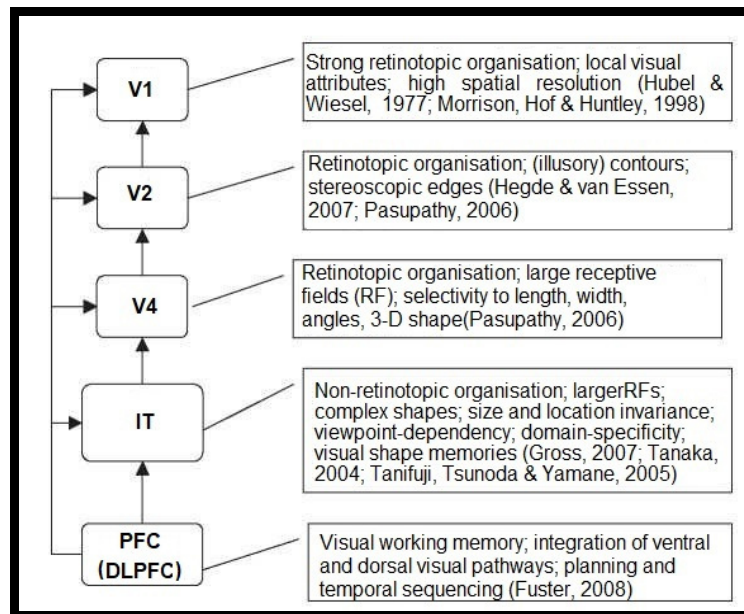 V1
Strong retinotopic organisation; local visual
attributes; high spatial resolution (Hubel &
Wiesel, 1977; Morrison, Hof & Huntley, 1998)
V2
Retinotopic organisation; (illusory) contours;
stereoscopic edges (Hegde & van Essen,
2007; Pasupathy, 2006)
V4
Retinotopic organisation; large receptive
fields (RF); selectivity to length, width,
angles, 3-D shape(Pasupathy, 2006)
IT
Non-retinotopic organisation; largerRFs;
complex shapes; size and location invariance;
viewpoint-dependency; domain-specificity;
visual shape memories (Gross, 2007; Tanaka,
2004; Tanifuji, Tsunoda & Yamane, 2005)
PFC
(DLPFC)
Visual working memory; integration of ventral
and dorsal visual pathways; planning and
temporal sequencing (Fuster, 2008)